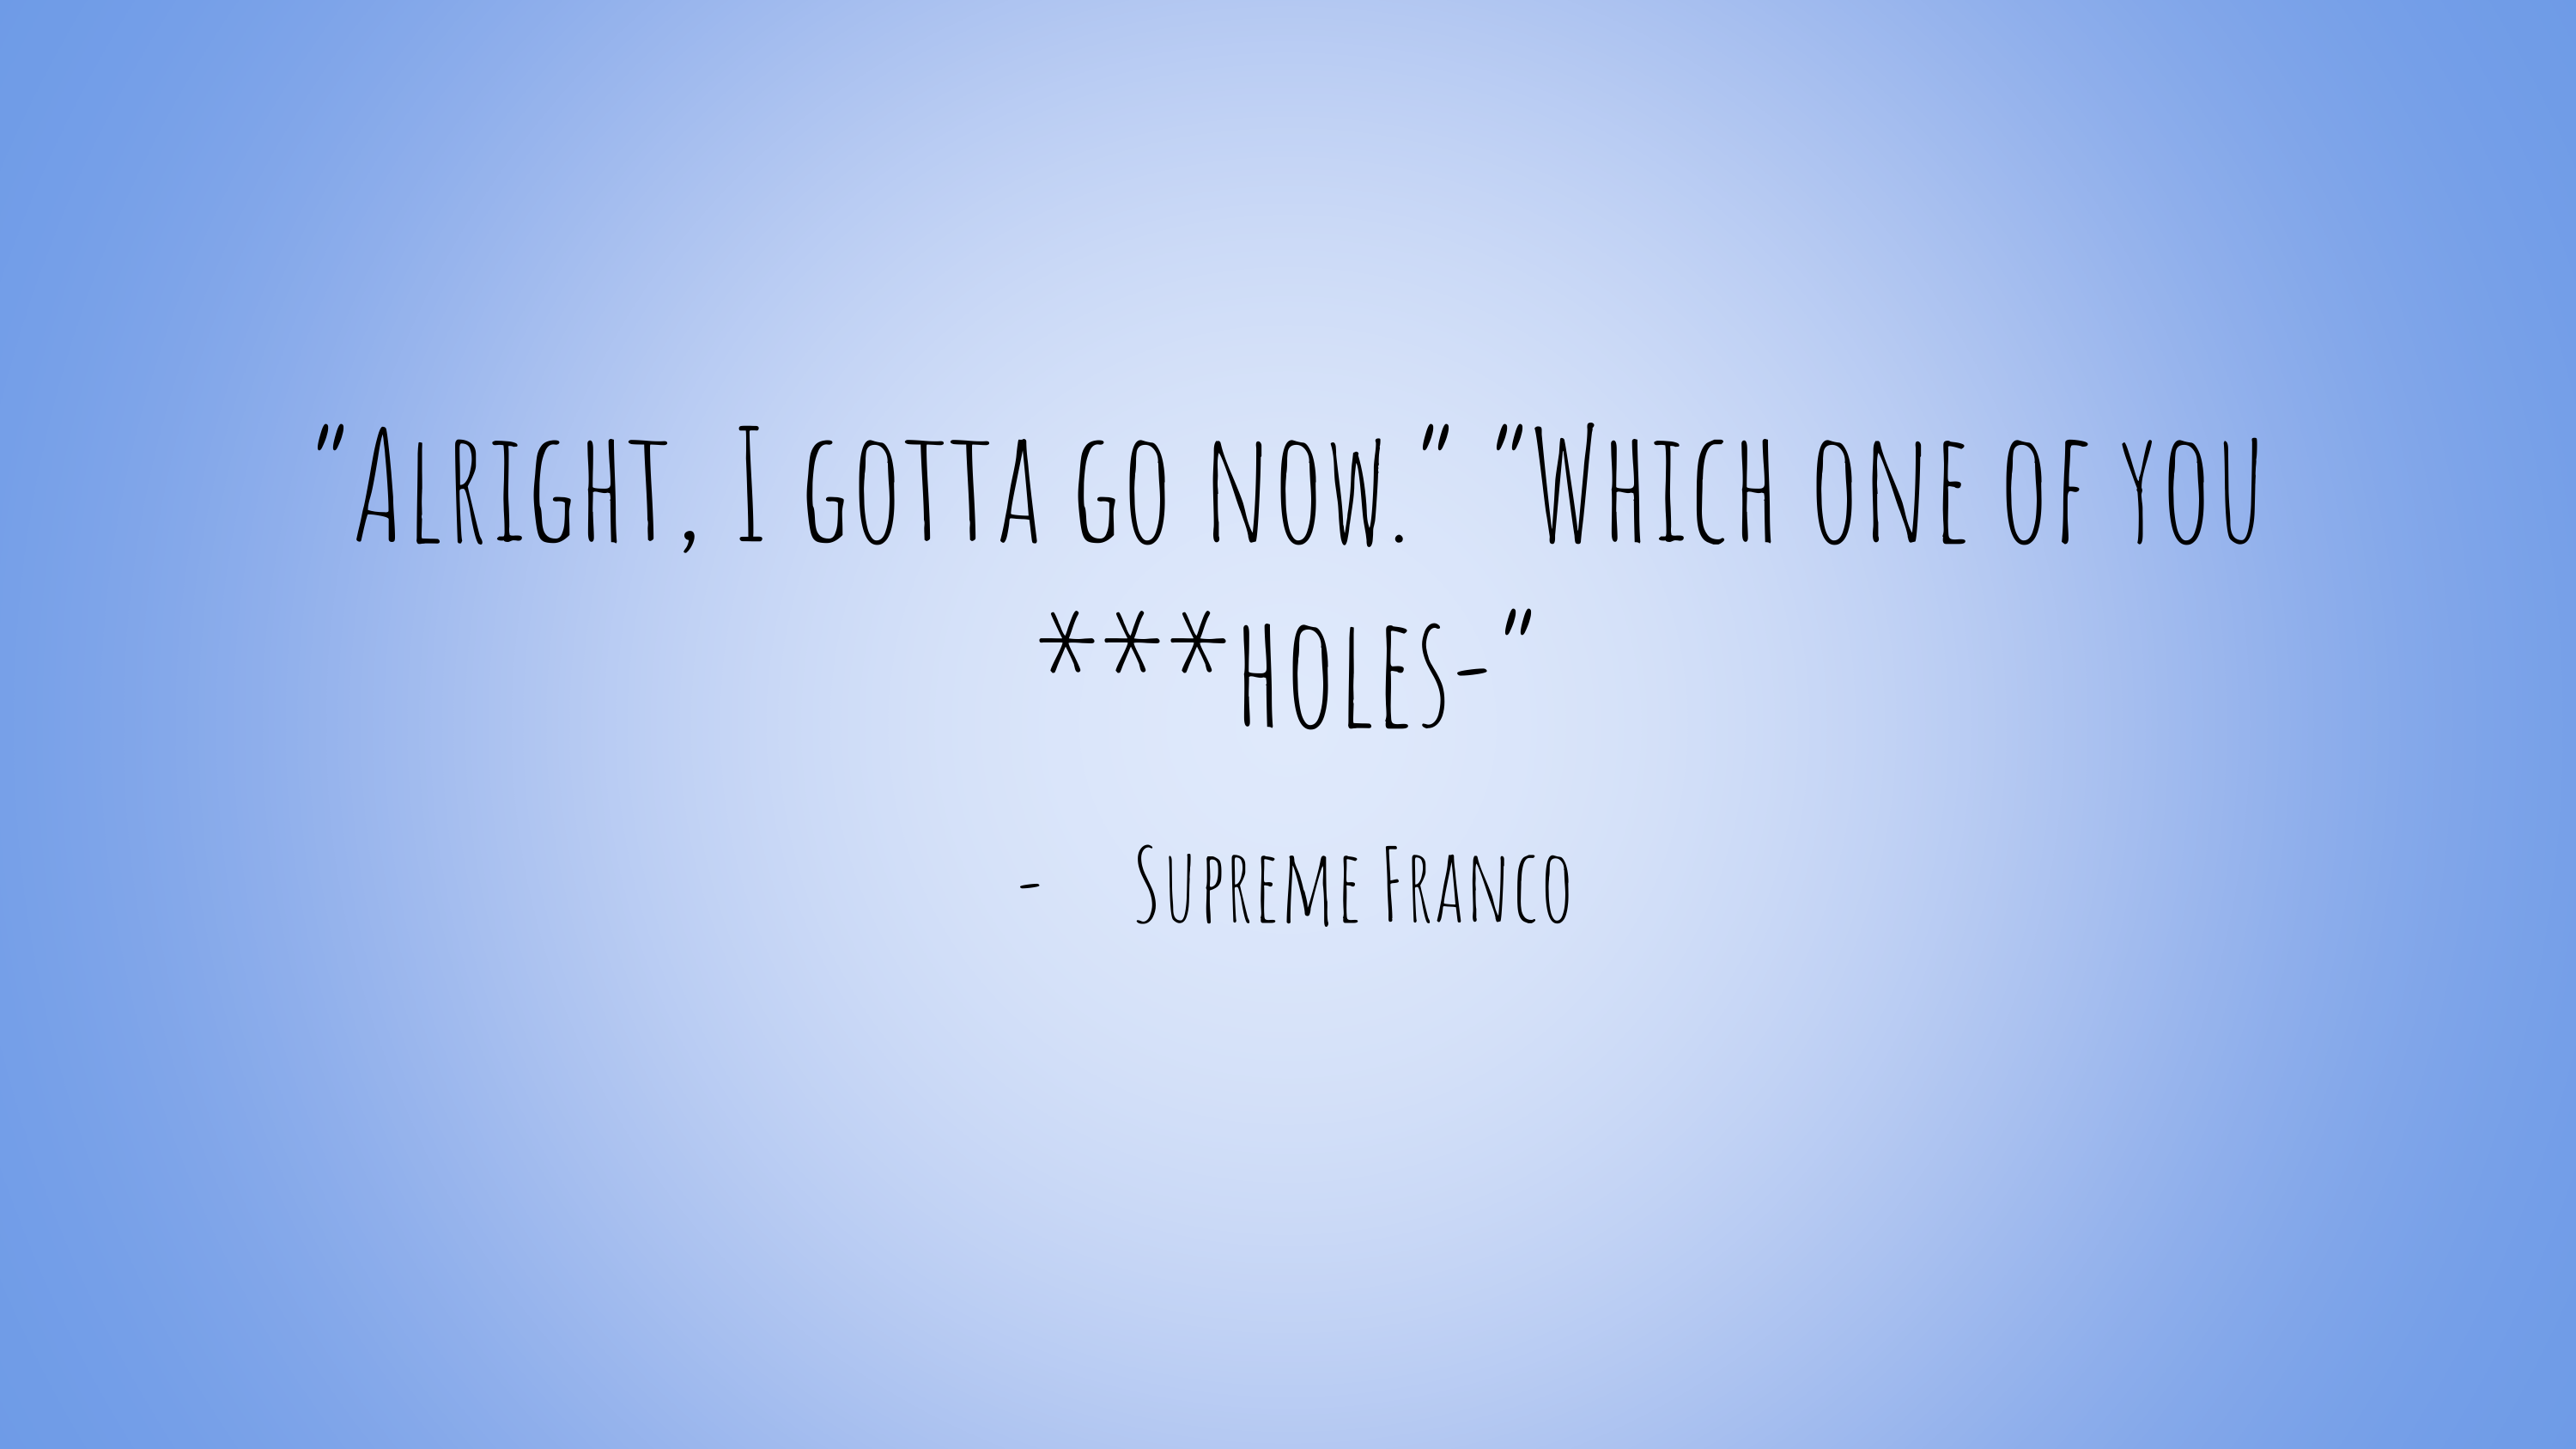 "Alright, I gotta go now." "Which one of you
***holes-"
- Supreme Franco